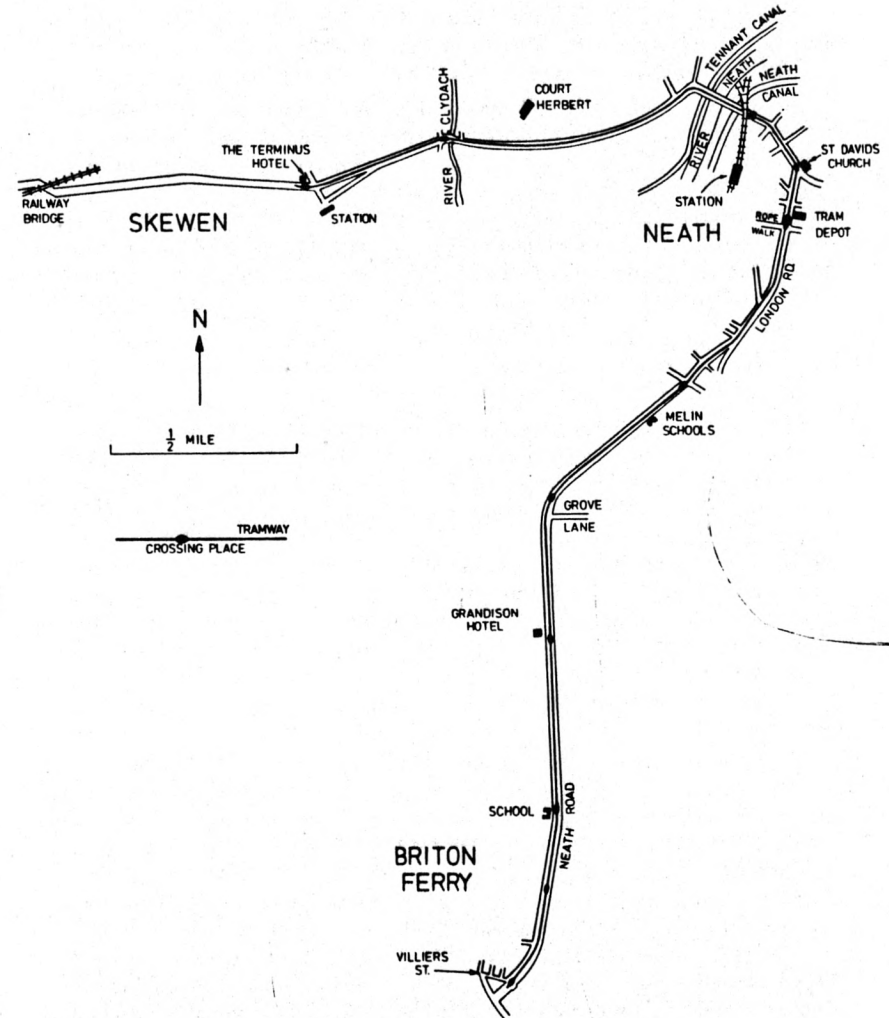 TENNANT CANAL
NEATH
NEATH
CANAL
RIVER
COURT
HERBERT
CLYDACH
RIVER
THE TERMINUS
HOTEL
ST DAVIDS
CHURCH
RAILWAY
BRIDGE
SKEWEN
STATION
STATION
NEATH
ROPE
WALK
TRAM
DEPOT
LONDON RD.
N
1/2 MILE
MELIN
SCHOOLS
TRAMWAY
CROSSING PLACE
GROVE
LANE
GRANDISON
HOTEL
SCHOOL
NEATH ROAD
BRITON
FERRY
VILLIERS
ST.